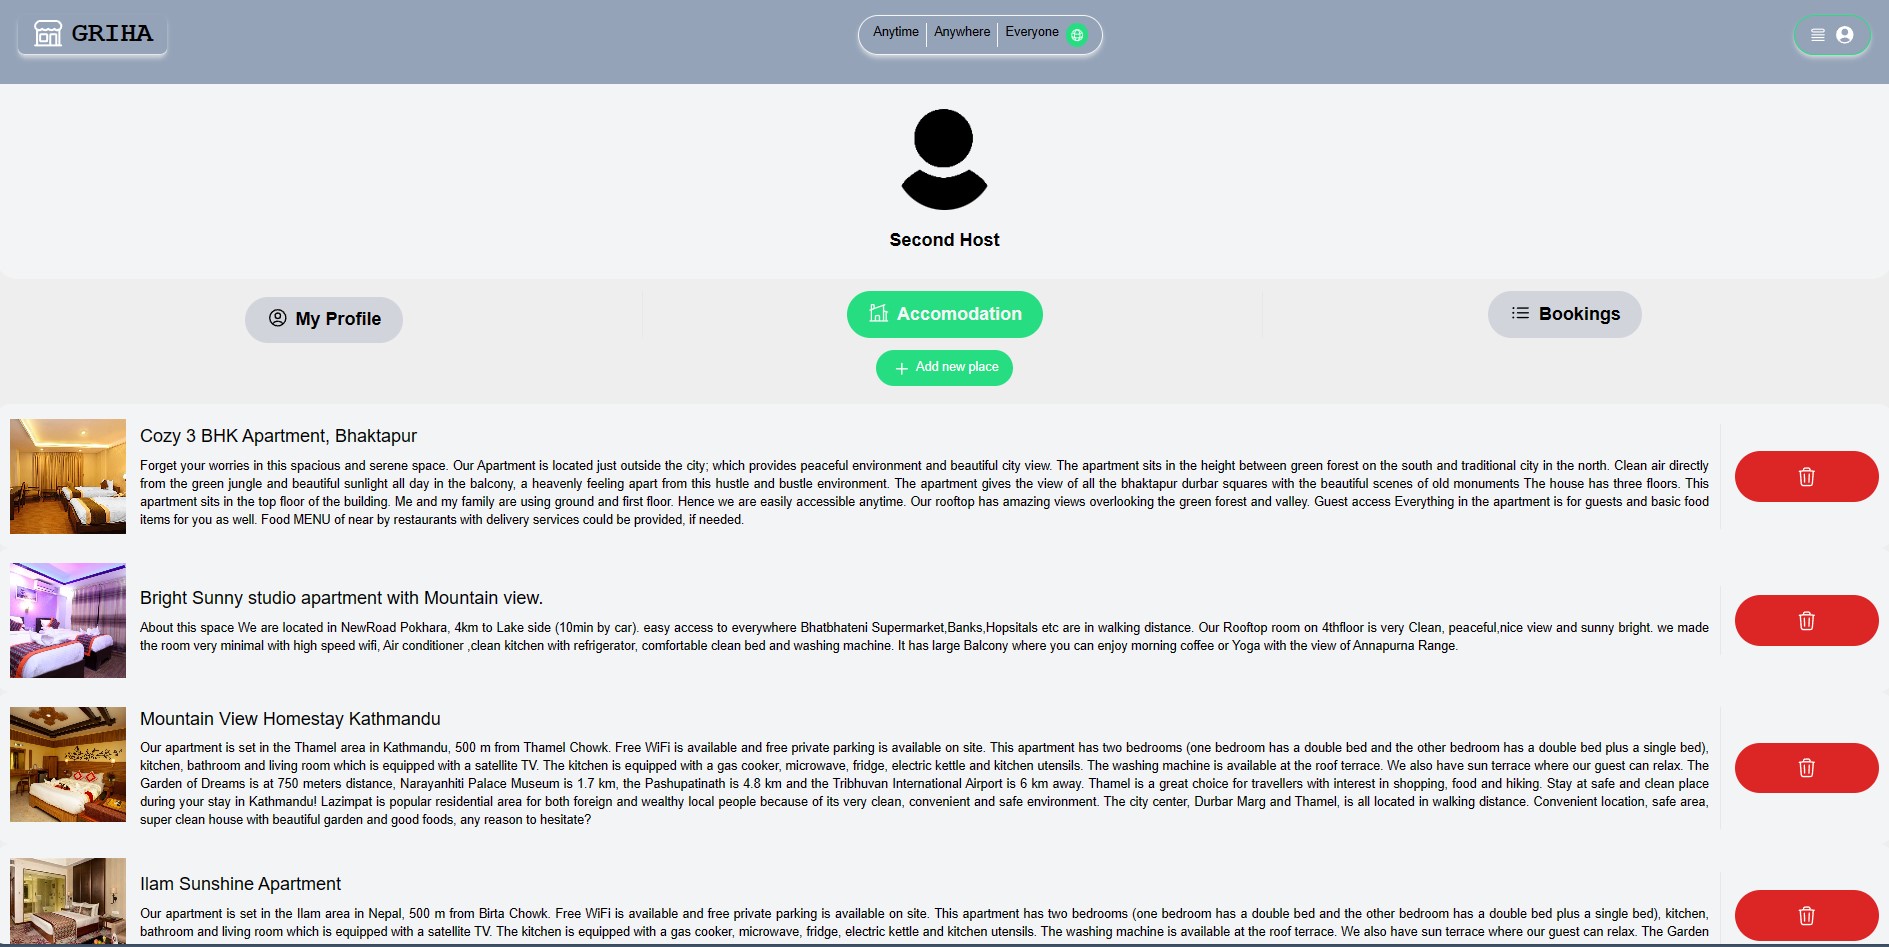 GRIHA
Anytime Anywhere Everyone
Second Host
My Profile
Accomodation
Bookings
Add new place
Cozy 3 BHK Apartment, Bhaktapur
Forget your worries in this spacious and serene space. Our Apartment is located just outside the city; which provides peaceful environment and beautiful city view. The apartment sits in the height between green forest on the south and traditional city in the north. Clean air directly
from the green jungle and beautiful sunlight all day in the balcony, a heavenly feeling apart from this hustle and bustle environment. The apartment gives the view of all the bhaktapur durbar squares with the beautiful scenes of old monuments The house has three floors. This
apartment sits in the top floor of the building. Me and my family are using ground and first floor. Hence we are easily accessible anytime. Our rooftop has amazing views overlooking the green forest and valley. Guest access Everything in the apartment is for guests and basic food
items for you as well. Food MENU of near by restaurants with delivery services could be provided, if needed.
Bright Sunny studio apartment with Mountain view.
About this space We are located in NewRoad Pokhara, 4km to Lake side (10min by car). easy access to everywhere Bhatbhateni Supermarket,Banks,Hopsitals etc are in walking distance. Our Rooftop room on 4thfloor is very Clean, peaceful,nice view and sunny bright. we made
the room very minimal with high speed wifi, Air conditioner ,clean kitchen with refrigerator, comfortable clean bed and washing machine. It has large Balcony where you can enjoy morning coffee or Yoga with the view of Annapurna Range.
Mountain View Homestay Kathmandu
Our apartment is set in the Thamel area in Kathmandu, 500 m from Thamel Chowk. Free WiFi is available and free private parking is available on site. This apartment has two bedrooms (one bedroom has a double bed and the other bedroom has a double bed plus a single bed),
kitchen, bathroom and living room which is equipped with a satellite TV. The kitchen is equipped with a gas cooker, microwave, fridge, electric kettle and kitchen utensils. The washing machine is available at the roof terrace. We also have sun terrace where our guest can relax. The
Garden of Dreams is at 750 meters distance, Narayanhiti Palace Museum is 1.7 km, the Pashupatinath is 4.8 km and the Tribhuvan International Airport is 6 km away. Thamel is a great choice for travellers with interest in shopping, food and hiking. Stay at safe and clean place
during your stay in Kathmandu! Lazimpat is popular residential area for both foreign and wealthy local people because of its very clean, convenient and safe environment. The city center, Durbar Marg and Thamel, is all located in walking distance. Convenient location, safe area,
super clean house with beautiful garden and good foods, any reason to hesitate?
Ilam Sunshine Apartment
Our apartment is set in the Ilam area in Nepal, 500 m from Birta Chowk. Free WiFi is available and free private parking is available on site. This apartment has two bedrooms (one bedroom has a double bed and the other bedroom has a double bed plus a single bed), kitchen,
bathroom and living room which is equipped with a satellite TV. The kitchen is equipped with a gas cooker, microwave, fridge, electric kettle and kitchen utensils. The washing machine is available at the roof terrace. We also have sun terrace where our guest can relax. The Garden